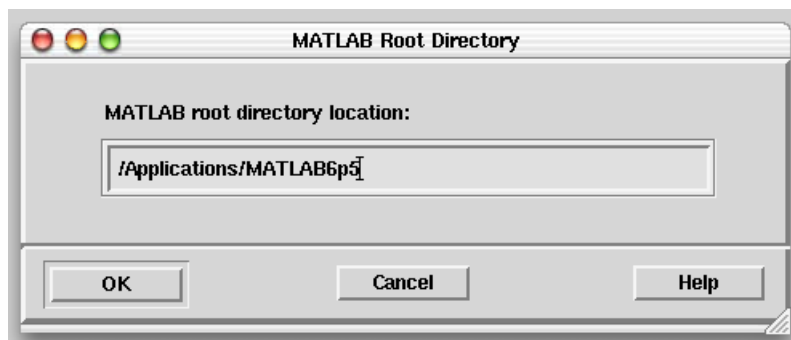 MATLAB Root Directory
MATLAB root directory location:
/Applications/MATLAB6p5
OK Cancel Help